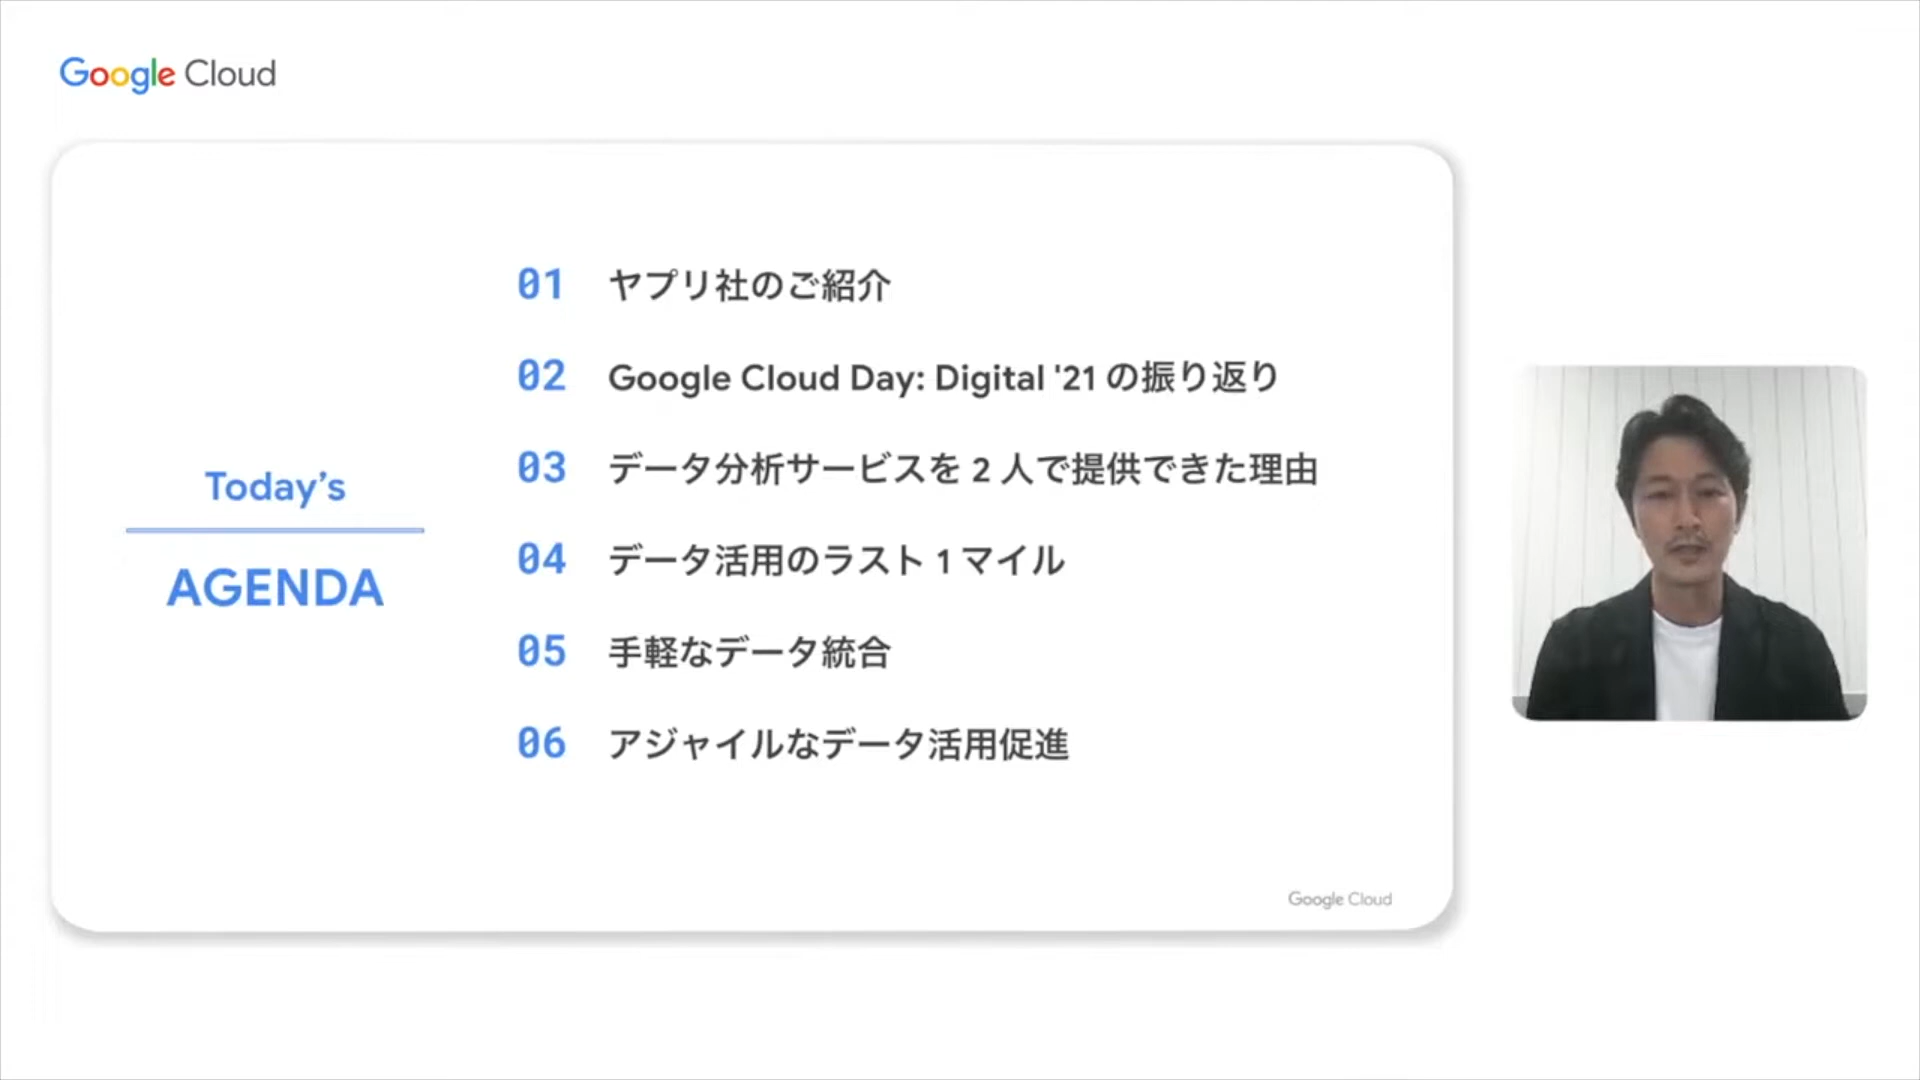 Google Cloud
Today’s
AGENDA
01 ヤプリ社のご紹介
02 Google Cloud Day: Digital '21 の振り返り
03 データ分析サービスを 2 人で提供できた理由
04 データ活用のラスト 1 マイル
05 手軽なデータ統合
06 アジャイルなデータ活用促進
Google Cloud